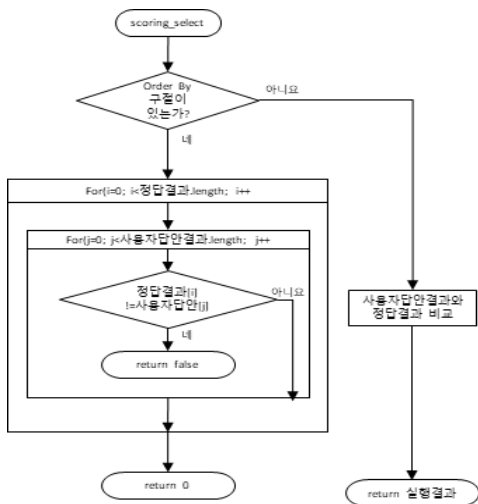 scoring_select
Order By
구절이
있는가?
아니요
네
For(i=0; i<정답결과.length; i++
For(j=0; j<사용자답안결과.length; j++
정답결과[i]
!=사용자답안[j]
아니요
네
return false
사용자답안결과와
정답결과 비교
return 0
return 실행결과